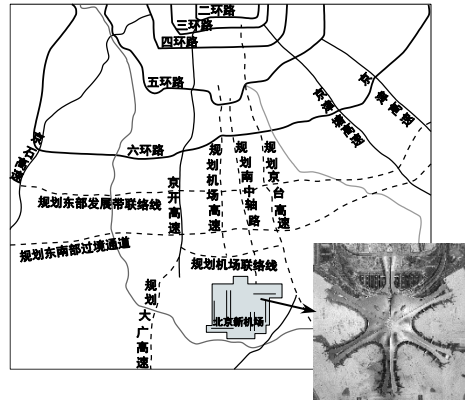 二环路
三环路
四环路
五环路
六环路
京津塘高速
京石高速
规划机场高速
规划南中轴路
规划京台高速
京开高速
规划东部发展带联络线
规划东南部过境通道
规划机场联络线
规划大广高速
北京新机场